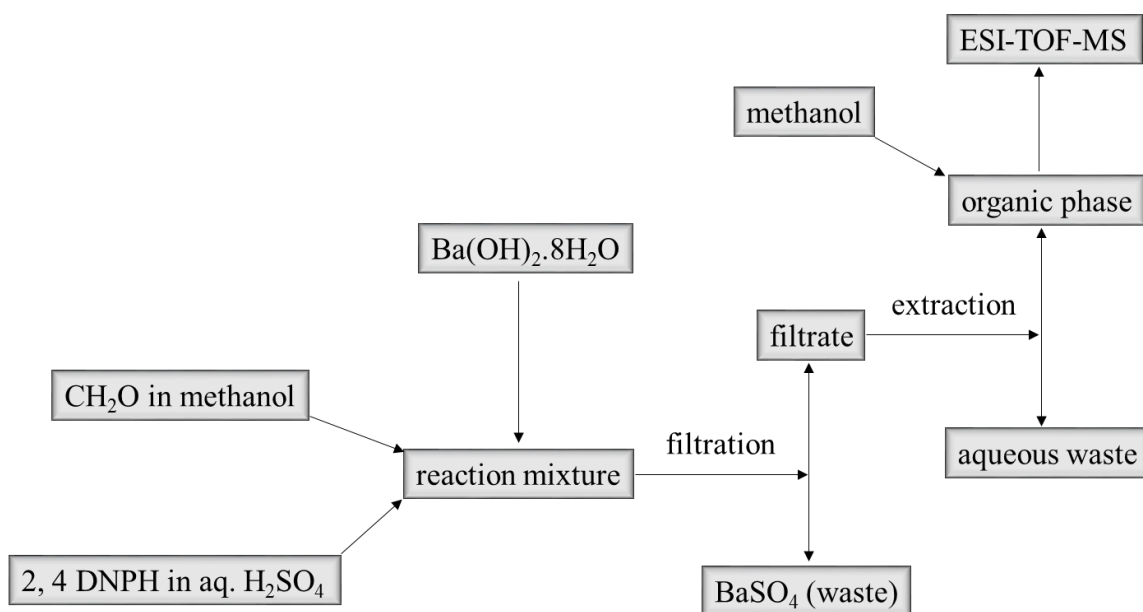 ESI-TOF-MS
methanol
organic phase
Ba(OH)₂.8H₂O
extraction
filtrate
CH₂O in methanol
filtration
aqueous waste
reaction mixture
2, 4 DNPH in aq. H₂SO₄
BaSO₄ (waste)